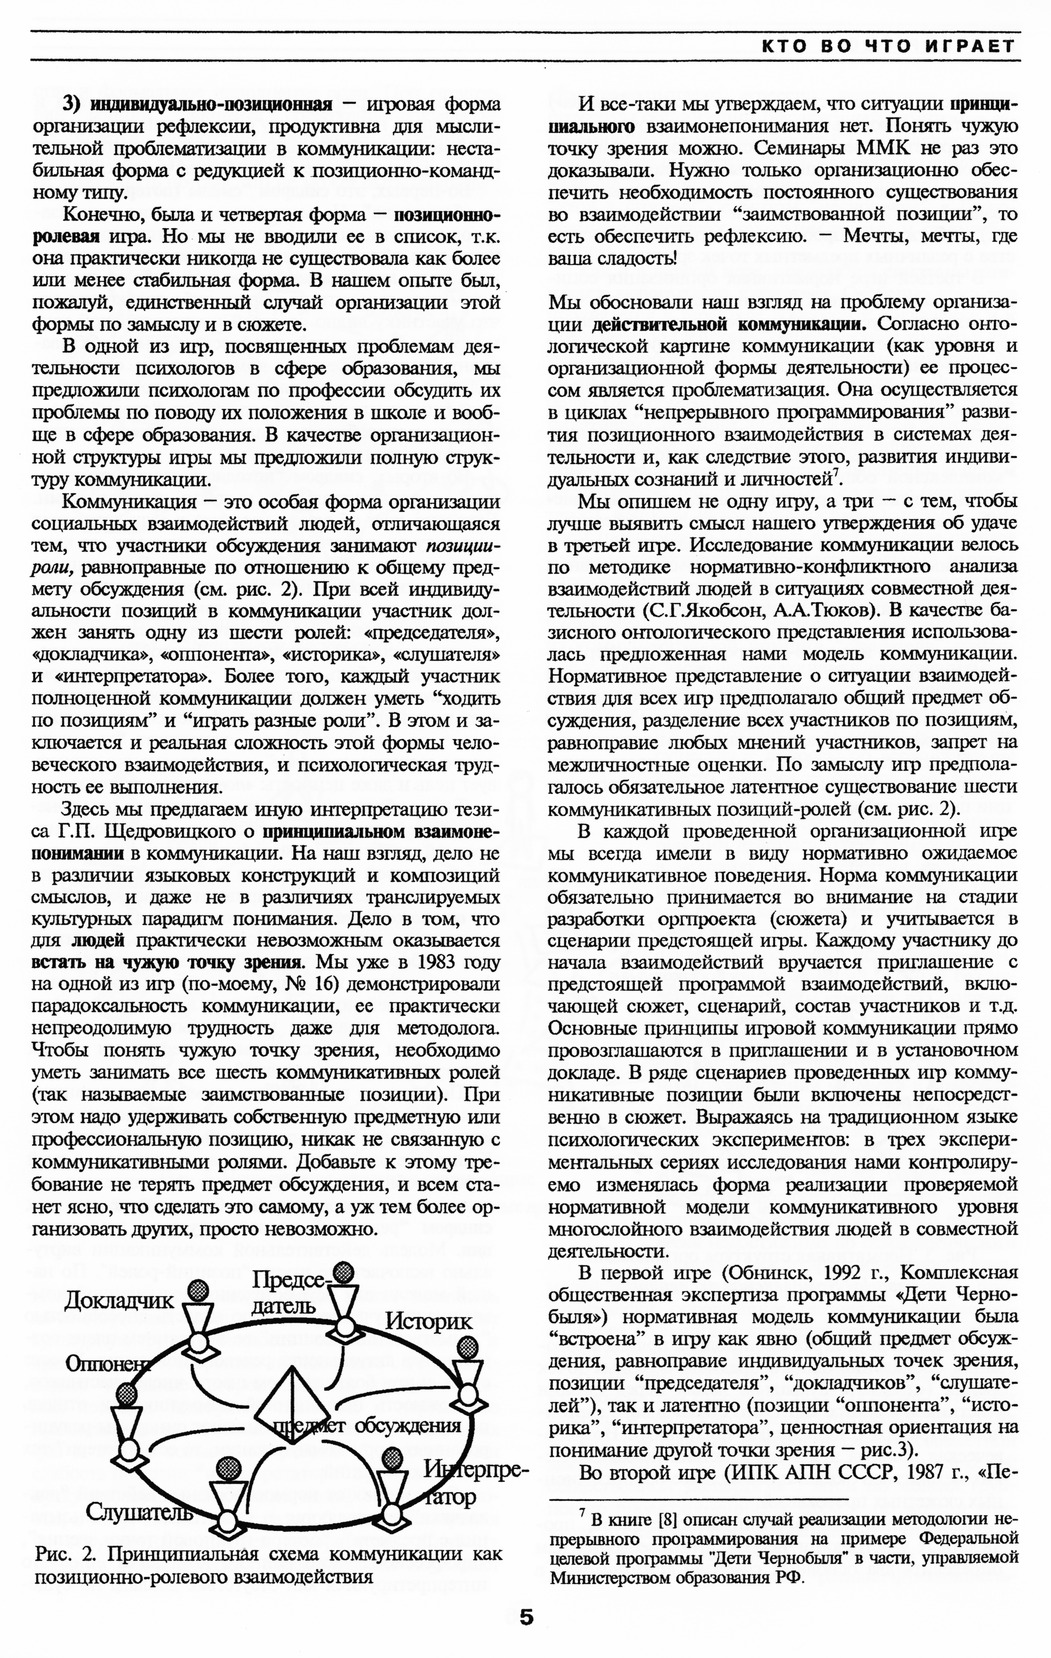 КТО ВО ЧТО ИГРАЕТ
3) индивидуально-позиционная — игровая форма
организации рефлексии, продуктивна для мысли-
тельной проблематизации в коммуникации: неста-
бильная форма с редукцией к позиционно-команд-
ному типу.
Конечно, была и четвертая форма — позиционно-
ролевая игра. Но мы не вводили ее в список, т.к.
она практически никогда не существовала как более
или менее стабильная форма. В нашем опыте был,
пожалуй, единственный случай организации этой
формы по замыслу и в сюжете.
В одной из игр, посвященных проблемам дея-
тельности психологов в сфере образования, мы
предложили психологам по профессии обсудить их
проблемы по поводу их положения в школе и вооб-
ще в сфере образования. В качестве организацион-
ной структуры игры мы предложили полную струк-
туру коммуникации.
Коммуникация — это особая форма организации
социальных взаимодействий людей, отличающаяся
тем, что участники обсуждения занимают позиции-
роли, равноправные по отношению к общему пред-
мету обсуждения (см. рис. 2). При всей индивиду-
альности позиций в коммуникации участник дол-
жен занять одну из шести ролей: «председателя»,
«докладчика», «оппонента», «историка», «слушателя»
и «интерпретатора». Более того, каждый участник
полноценной коммуникации должен уметь “ходить
по позициям” и “играть разные роли”. В этом и за-
ключается и реальная сложность этой формы чело-
веческого взаимодействия, и психологическая труд-
ность ее выполнения.
Здесь мы предлагаем иную интерпретацию тези-
са Г.П. Щедровицкого о принципиальном взаимоне-
понимании в коммуникации. На наш взгляд, дело не
в различии языковых конструкций и композиций
смыслов, и даже не в различиях транслируемых
культурных парадигм понимания. Дело в том, что
для людей практически невозможным оказывается
встать на чужую точку зрения. Мы уже в 1983 году
на одной из игр (по-моему, № 16) демонстрировали
парадоксальность коммуникации, ее практически
непреодолимую трудность даже для методолога.
Чтобы понять чужую точку зрения, необходимо
уметь занимать все шесть коммуникативных ролей
(так называемые заимствованные позиции). При
этом надо удерживать собственную предметную или
профессиональную позицию, никак не связанную с
коммуникативными ролями. Добавьте к этому тре-
бование не терять предмет обсуждения, и всем ста-
нет ясно, что сделать это самому, а уж тем более ор-
ганизовать других, просто невозможно.
Докладчик
Предсе-
датель
Историк
Оппонент
предмет обсуждения
Интерпре-
татор
Слушатель
Рис. 2. Принципиальная схема коммуникации как
позиционно-ролевого взаимодействия
И все-таки мы утверждаем, что ситуации принци-
пиального взаимонепонимания нет. Понять чужую
точку зрения можно. Семинары ММК не раз это
доказывали. Нужно только организационно обес-
печить необходимость постоянного существования
во взаимодействии “заимствованной позиции”, то
есть обеспечить рефлексию. — Мечты, мечты, где
ваша сладость!
Мы обосновали наш взгляд на проблему организа-
ции действительной коммуникации. Согласно онто-
логической картине коммуникации (как уровня и
организационной формы деятельности) ее процес-
сом является проблематизация. Она осуществляется
в циклах “непрерывного программирования” разви-
тия позиционного взаимодействия в системах дея-
тельности и, как следствие этого, развития индиви-
дуальных сознаний и личностей7.
Мы опишем не одну игру, а три — с тем, чтобы
лучше выявить смысл нашего утверждения об удаче
в третьей игре. Исследование коммуникации велось
по методике нормативно-конфликтного анализа
взаимодействий людей в ситуациях совместной дея-
тельности (С.Г.Якобсон, А.А.Тюков). В качестве ба-
зисного онтологического представления использова-
лась предложенная нами модель коммуникации.
Нормативное представление о ситуации взаимодей-
ствия для всех игр предполагало общий предмет об-
суждения, разделение всех участников по позициям,
равноправие любых мнений участников, запрет на
межличностные оценки. По замыслу игр предпола-
галось обязательное латентное существование шести
коммуникативных позиций-ролей (см. рис. 2).
В каждой проведенной организационной игре
мы всегда имели в виду нормативно ожидаемое
коммуникативное поведения. Норма коммуникации
обязательно принимается во внимание на стадии
разработки оргпроекта (сюжета) и учитывается в
сценарии предстоящей игры. Каждому участнику до
начала взаимодействий вручается приглашение с
предстоящей программой взаимодействий, вклю-
чающей сюжет, сценарий, состав участников и т.д.
Основные принципы игровой коммуникации прямо
провозглашаются в приглашении и в установочном
докладе. В ряде сценариев проведенных игр комму-
никативные позиции были включены непосредст-
венно в сюжет. Выражаясь на традиционном языке
психологических экспериментов: в трех экспери-
ментальных сериях исследования нами контролиру-
емо изменялась форма реализации проверяемой
нормативной модели коммуникативного уровня
многослойного взаимодействия людей в совместной
деятельности.
В первой игре (Обнинск, 1992 г., Комплексная
общественная экспертиза программы «Дети Черно-
быля») нормативная модель коммуникации была
“встроена” в игру как явно (общий предмет обсуж-
дения, равноправие индивидуальных точек зрения,
позиции “председателя”, “докладчиков”, “слушате-
лей”), так и латентно (позиции “оппонента”, “исто-
рика”, “интерпретатора”, ценностная ориентация на
понимание другой точки зрения — рис.3).
Во второй игре (ИПК АПН СССР, 1987 г., «Пе-
7 В книге [8] описан случай реализации методологии не-
прерывного программирования на примере Федеральной
целевой программы "Дети Чернобыля" в части, управляемой
Министерством образования РФ.
5